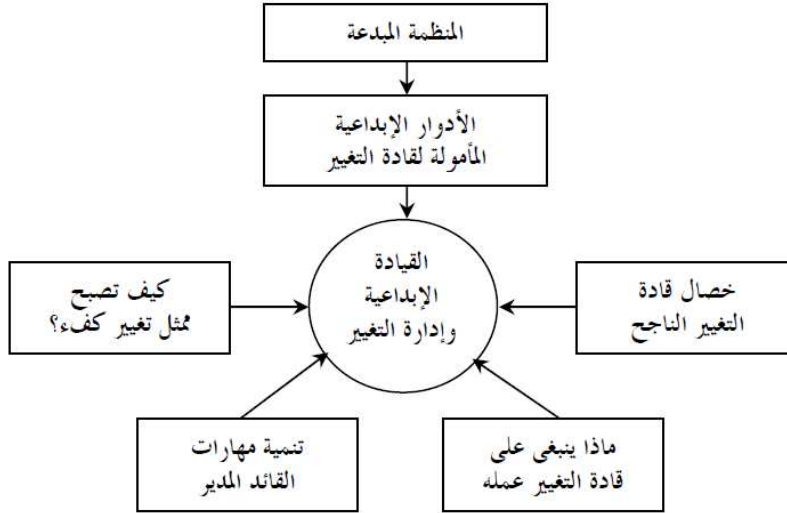 المنظمة المبدعة
الأدوار الإبداعية
المأمولة لقادة التغيير
القيادة
الإبداعية
وإدارة التغيير
خصال قادة
التغيير الناجح
كيف تصبح
ممثل تغيير كفء؟
ماذا ينبغى على
قادة التغيير عمله
تنمية مهارات
القائد المدير